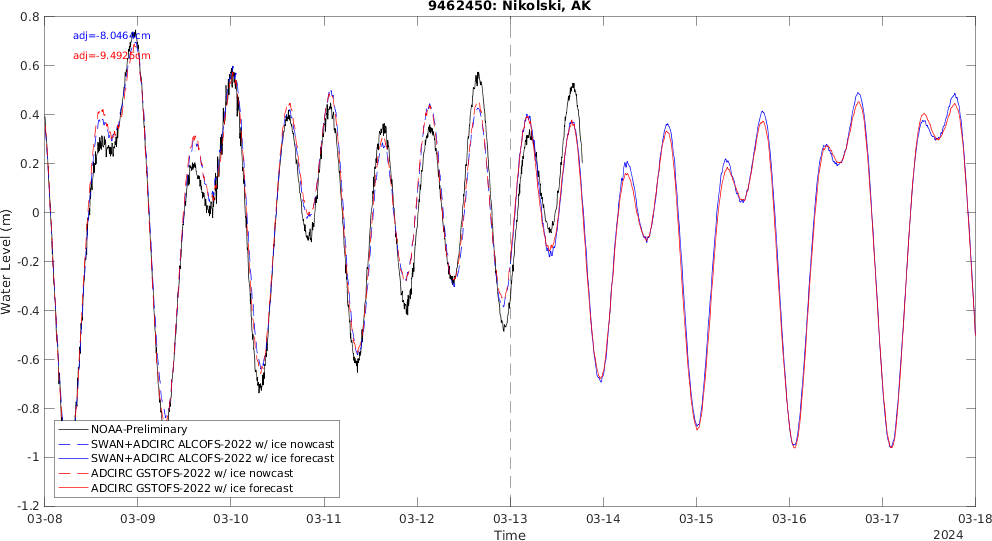 9462450: Nikolski, AK
adj=-8.0464cm
adj=-9.4926cm
0.8
0.6
0.4
0.2
0
-0.2
-0.4
-0.6
-0.8
-1
-1.2
Water Level (m)
NOAA-Preliminary
SWAN+ADCIRC ALCOFS-2022 w/ ice nowcast
SWAN+ADCIRC ALCOFS-2022 w/ ice forecast
ADCIRC GSTOFS-2022 w/ ice nowcast
ADCIRC GSTOFS-2022 w/ ice forecast
03-08 03-09 03-10 03-11 03-12 03-13 03-14 03-15 03-16 03-17 03-18
Time
2024